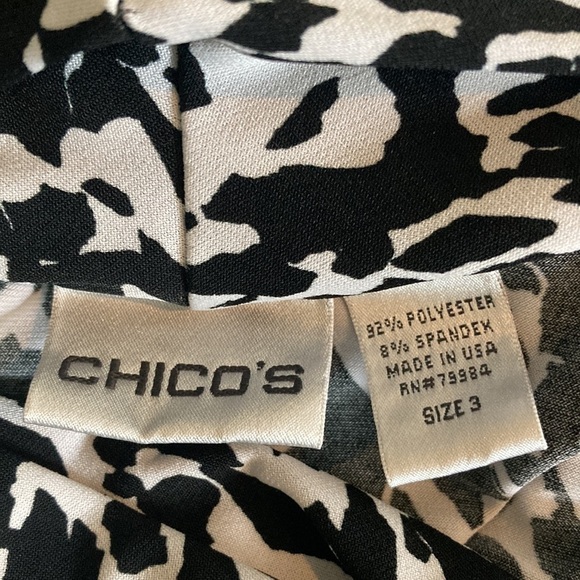 CHICO'S
92% POLYESTER
8% SPANDEX
MADE IN USA
RN#79984
SIZE 3